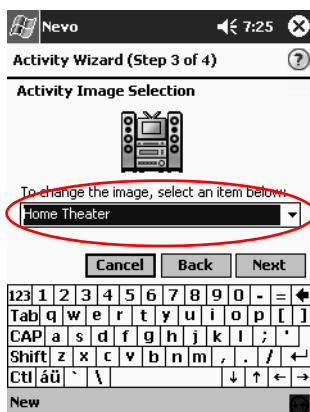 Nevo 7:25
Activity Wizard (Step 3 of 4) ?
Activity Image Selection
To change the image, select an item below:
Home Theater
Cancel Back Next
123 1 2 3 4 5 6 7 8 9 0 - = 
Tab q w e r t y u i o p [ ]
CAP a s d f g h j k l ; '
Shift z x c v b n m , . / 
Ctl áü ` \ ↓ ↑ ← →
New